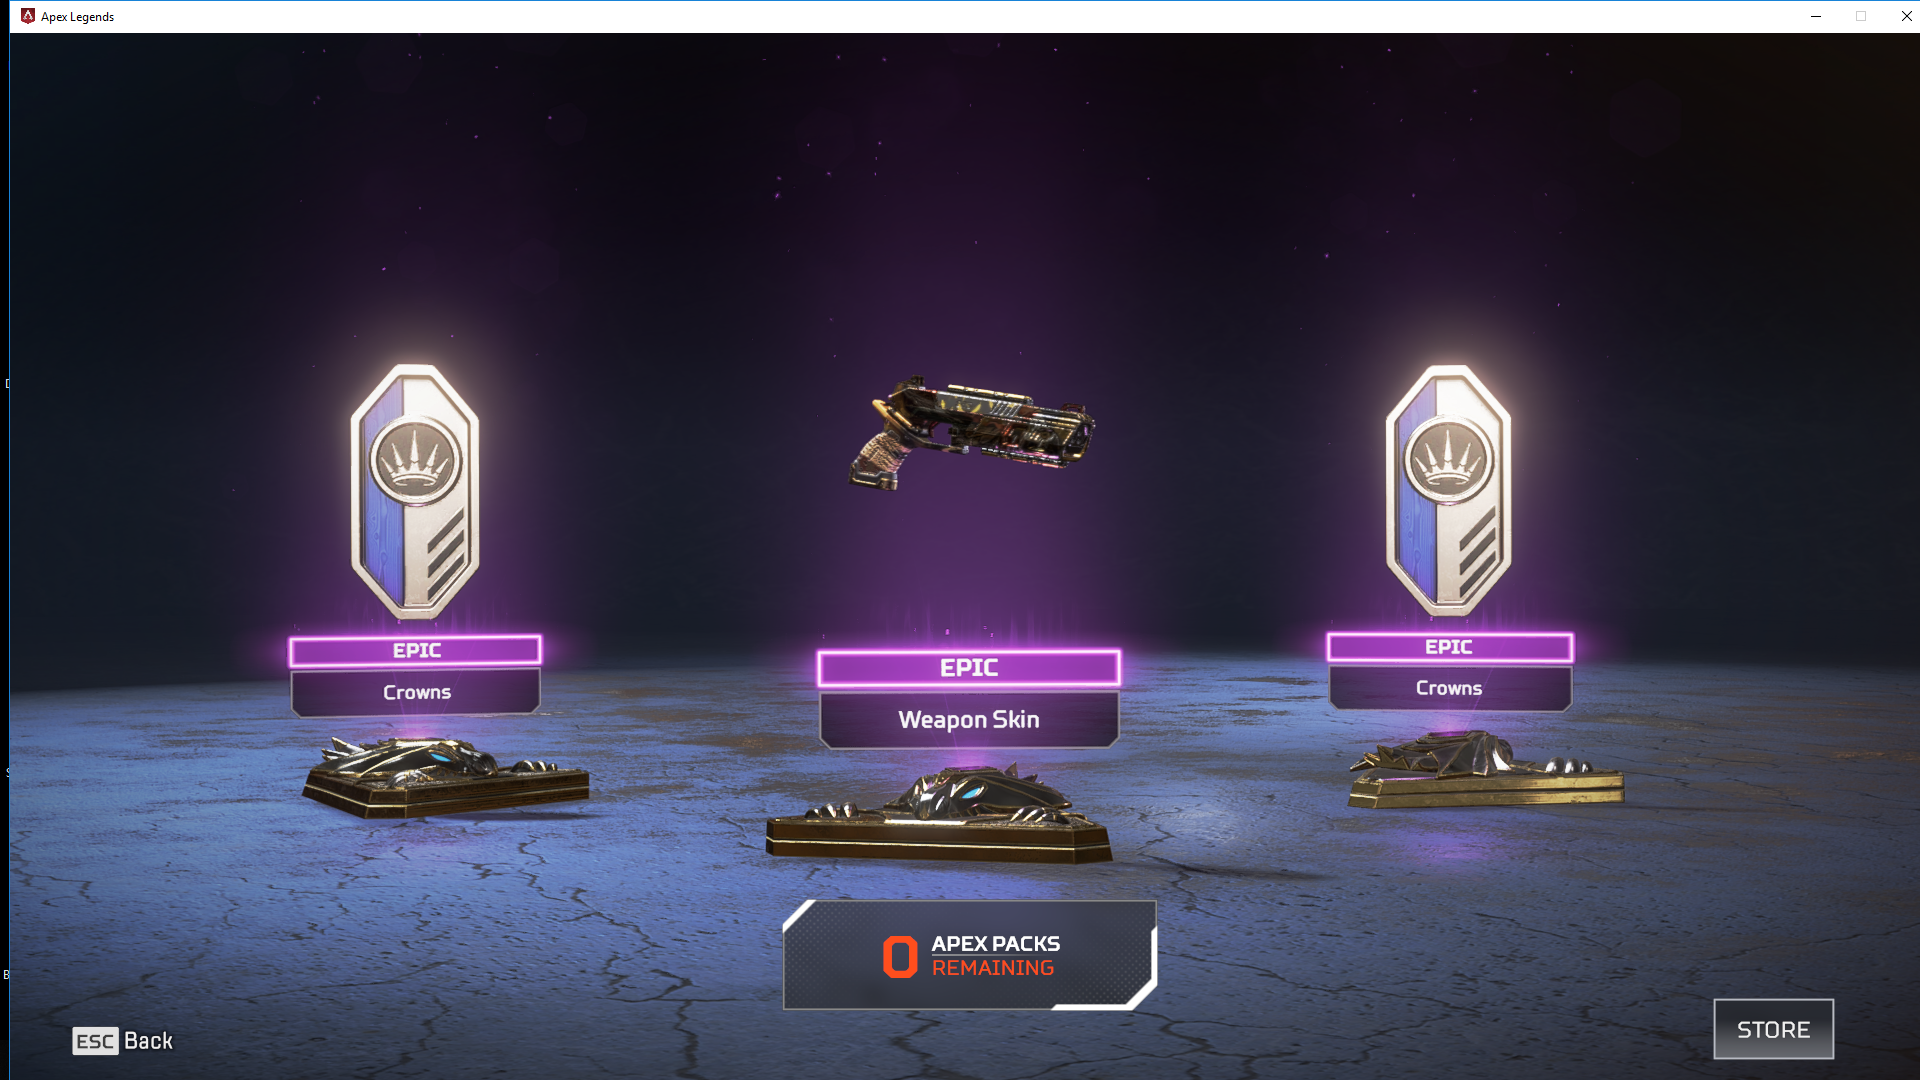 Apex Legends
EPIC
Crowns
EPIC
Weapon Skin
EPIC
Crowns
0 APEX PACKS
REMAINING
ESC Back
STORE